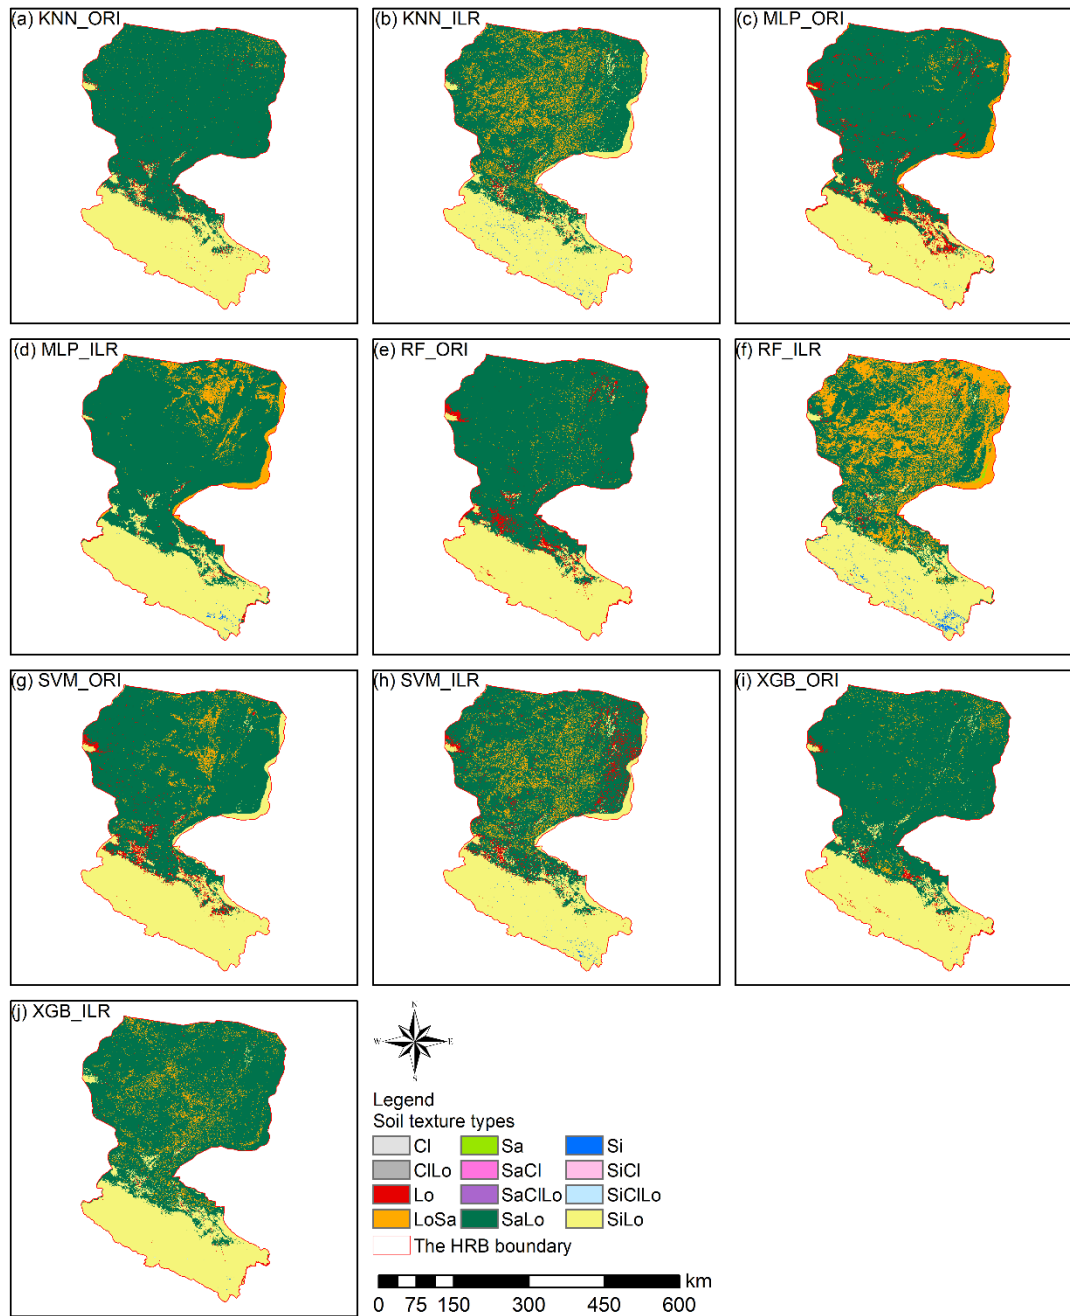 (a) KNN_ORI
(b) KNN_ILR
(c) MLP_ORI
(d) MLP_ILR
(e) RF_ORI
(f) RF_ILR
(g) SVM_ORI
(h) SVM_ILR
(i) XGB_ORI
(j) XGB_ILR
N
W E
S
Legend
Soil texture types
Cl Sa Si
ClLo SaCl SiCl
Lo SaClLo SiClLo
LoSa SaLo SiLo
The HRB boundary
km
0 75 150 300 450 600